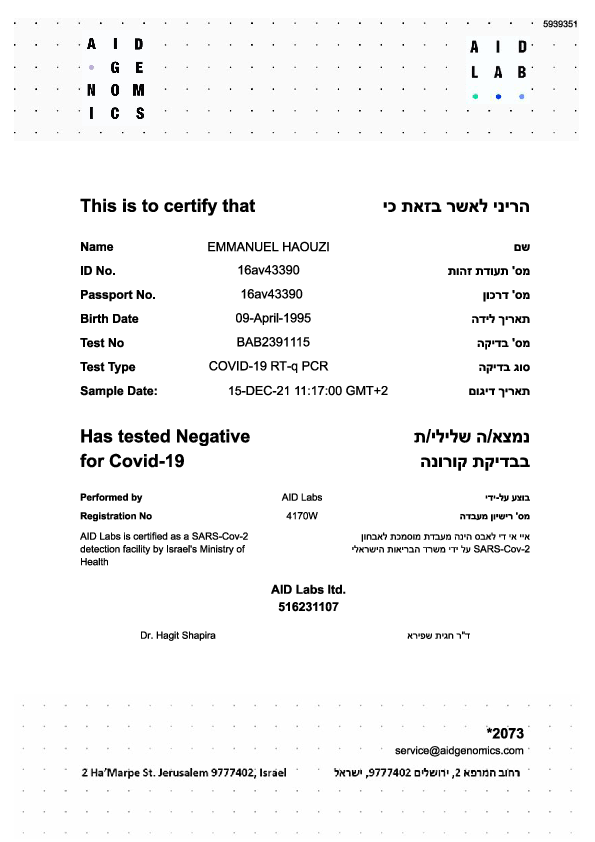 5939351
A I D
• G E
N O M
I C S
A I D
L A B
This is to certify that
הריני לאשר בזאת כי
Name EMMANUEL HAOUZI שם
ID No. 16av43390 מס' תעודת זהות
Passport No. 16av43390 מס' דרכון
Birth Date 09-April-1995 תאריך לידה
Test No BAB2391115 מס' בדיקה
Test Type COVID-19 RT-q PCR סוג בדיקה
Sample Date: 15-DEC-21 11:17:00 GMT+2 תאריך דיגום
Has tested Negative
for Covid-19
נמצא/ה שלילי/ת
בבדיקת קורונה
Performed by AID Labs בוצע על-ידי
Registration No 4170W מס' רישיון מעבדה
AID Labs is certified as a SARS-Cov-2
detection facility by Israel's Ministry of
Health
איי אי די לאבס הינה מעבדת מוסמכת לאבחון
SARS-Cov-2 על ידי משרד הבריאות הישראלי
AID Labs ltd.
516231107
Dr. Hagit Shapira
ד"ר חגית שפירא
*2073
service@aidgenomics.com
2 Ha'Marpe St. Jerusalem 9777402, Israel
רחוב המרפא 2, ירושלים 9777402, ישראל